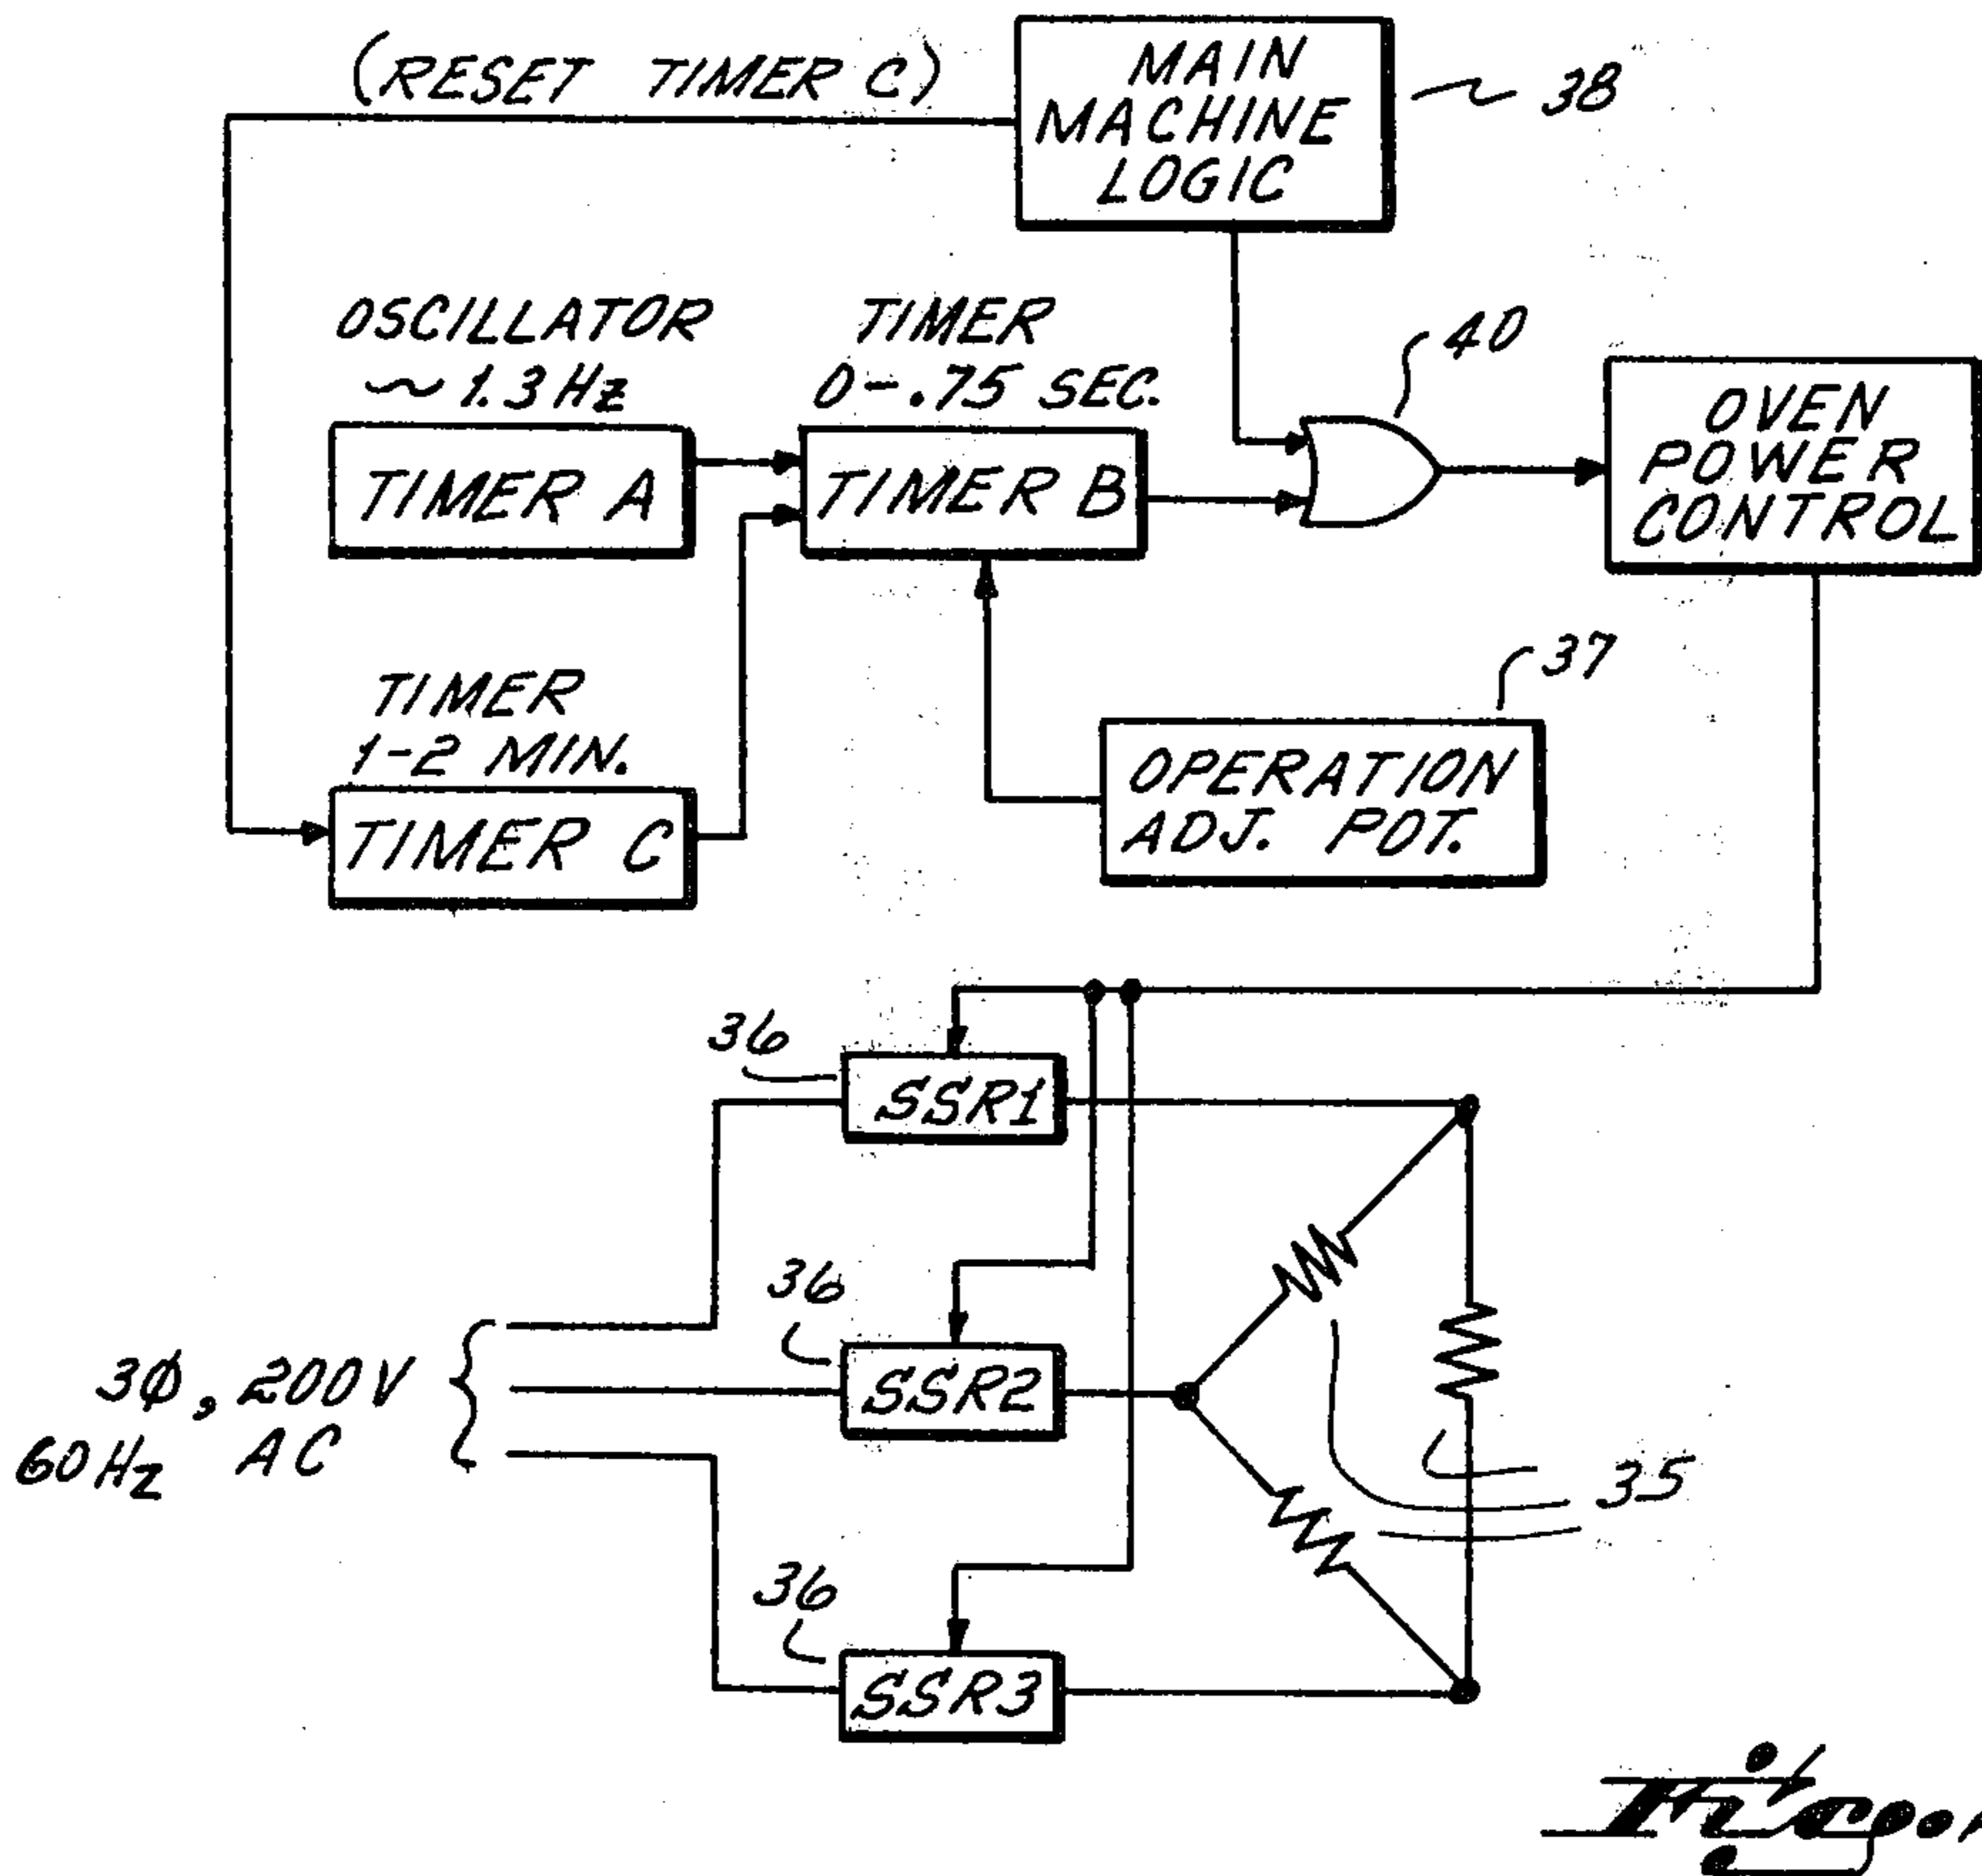 (RESET TIMER C)
MAIN
MACHINE
LOGIC
38
OSCILLATOR
~ 1.3 Hz
TIMER
0-.75 SEC.
40
TIMER A
TIMER B
OVEN
POWER
CONTROL
37
TIMER
1-2 MIN.
TIMER C
OPERATION
ADJ. POT.
36
SSR1
36
SSR2
3Ø, 200V
60Hz AC
35
36
SSR3